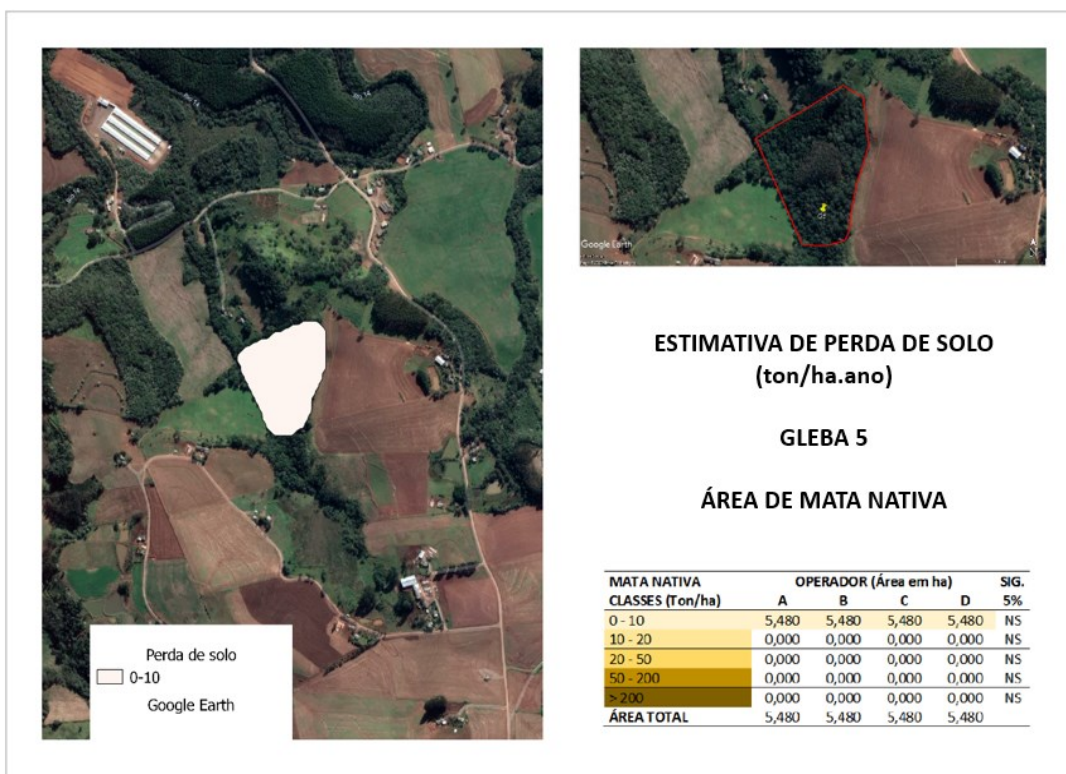 Perda de solo
0-10
Google Earth
Google Earth
ESTIMATIVA DE PERDA DE SOLO
(ton/ha.ano)
GLEBA 5
ÁREA DE MATA NATIVA
MATA NATIVA OPERADOR (Área em ha) SIG.
CLASSES (Ton/ha) A B C D 5%
0 - 10 5,480 5,480 5,480 5,480 NS
10 - 20 0,000 0,000 0,000 0,000 NS
20 - 50 0,000 0,000 0,000 0,000 NS
50 - 200 0,000 0,000 0,000 0,000 NS
> 200 0,000 0,000 0,000 0,000 NS
ÁREA TOTAL 5,480 5,480 5,480 5,480